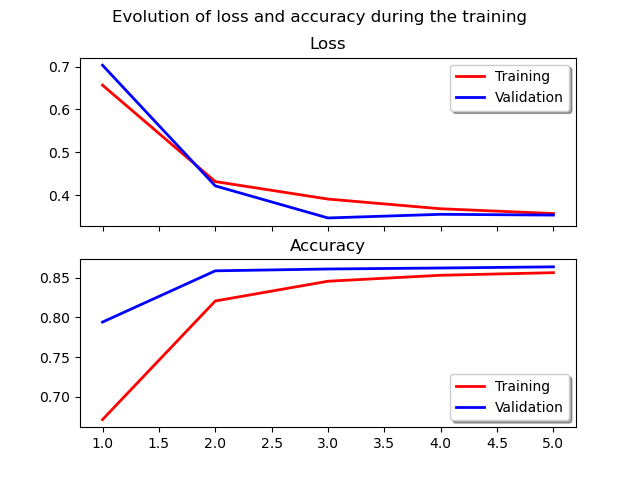 Evolution of loss and accuracy during the training
Loss
0.7
0.6
0.5
0.4
Training
Validation
Accuracy
0.85
0.80
0.75
0.70
Training
Validation
1.0 1.5 2.0 2.5 3.0 3.5 4.0 4.5 5.0